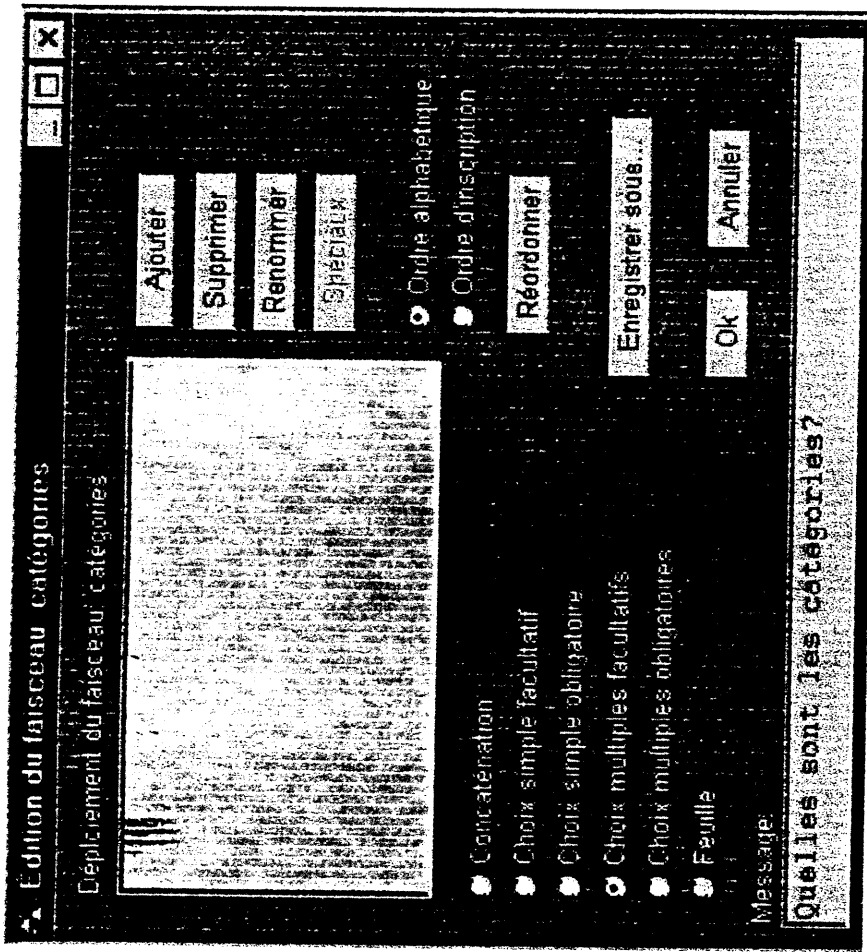 Edition du faisceau catégories
Déploiement du faisceau catégories
Ajouter
Supprimer
Renommer
Spéciaux
Ordre alphabétique
Ordre d'inscription
Réordonner
Concaténation
Choix simple facultatif
Choix simple obligatoire
Choix multiples facultatifs
Choix multiples obligatoires
Feuille
Enregistrer sous...
Ok
Annuler
Message:
Quelles sont les catégories?